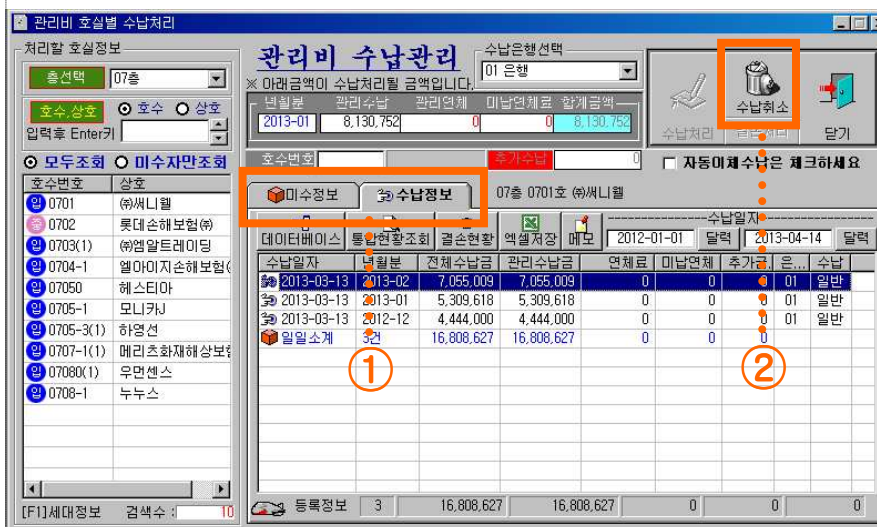 관리비 호실별 수납처리
처리할 호실정보
층선택 07층
호수,상호 호수 상호
입력후 Enter키
모두조회 미수자만조회
호수번호 상호
입 0701 ㈜써니웰
출 0702 롯데손해보험㈜
입 0703(1) ㈜엠알트레이딩
입 0704-1 엘아이지손해보험(
입 07050 헤스티아
입 0705-1 모니카J
입 0705-3(1) 하영선
입 0707-1(1) 메리츠화재해상보험
입 07080(1) 우먼센스
입 0708-1 누누스
[F1]세대정보 검색수 : 10
관리비 수납관리
※ 아래금액이 수납처리될 금액입니다.
수납은행선택
01 은행
년월분 관리수납 관리연체 미납연체료 합계금액
2013-01 8,130,752 0 0 8,130,752
수납처리 수납취소 닫기
호수번호 추가수납 0 자동이체수납은 체크하세요
미수정보 수납정보 07층 0701호 ㈜써니웰
데이터베이스 통합현황조회 결손현황 엑셀저장 메모
수납일자
2012-01-01 달력 2013-04-14 달력
수납일자 년월분 전체수납금 관리수납금 연체료 미납연체 추가금. 은... 수납
2013-03-13 2013-02 7,055,009 7,055,009 0 0 0 01 일반
2013-03-13 2013-01 5,309,618 5,309,618 0 0 0 01 일반
2013-03-13 2012-12 4,444,000 4,444,000 0 0 0 01 일반
일일소계 3건 16,808,627 16,808,627 0 0 0
① ②
등록정보 3 16,808,627 16,808,627 0 0 0